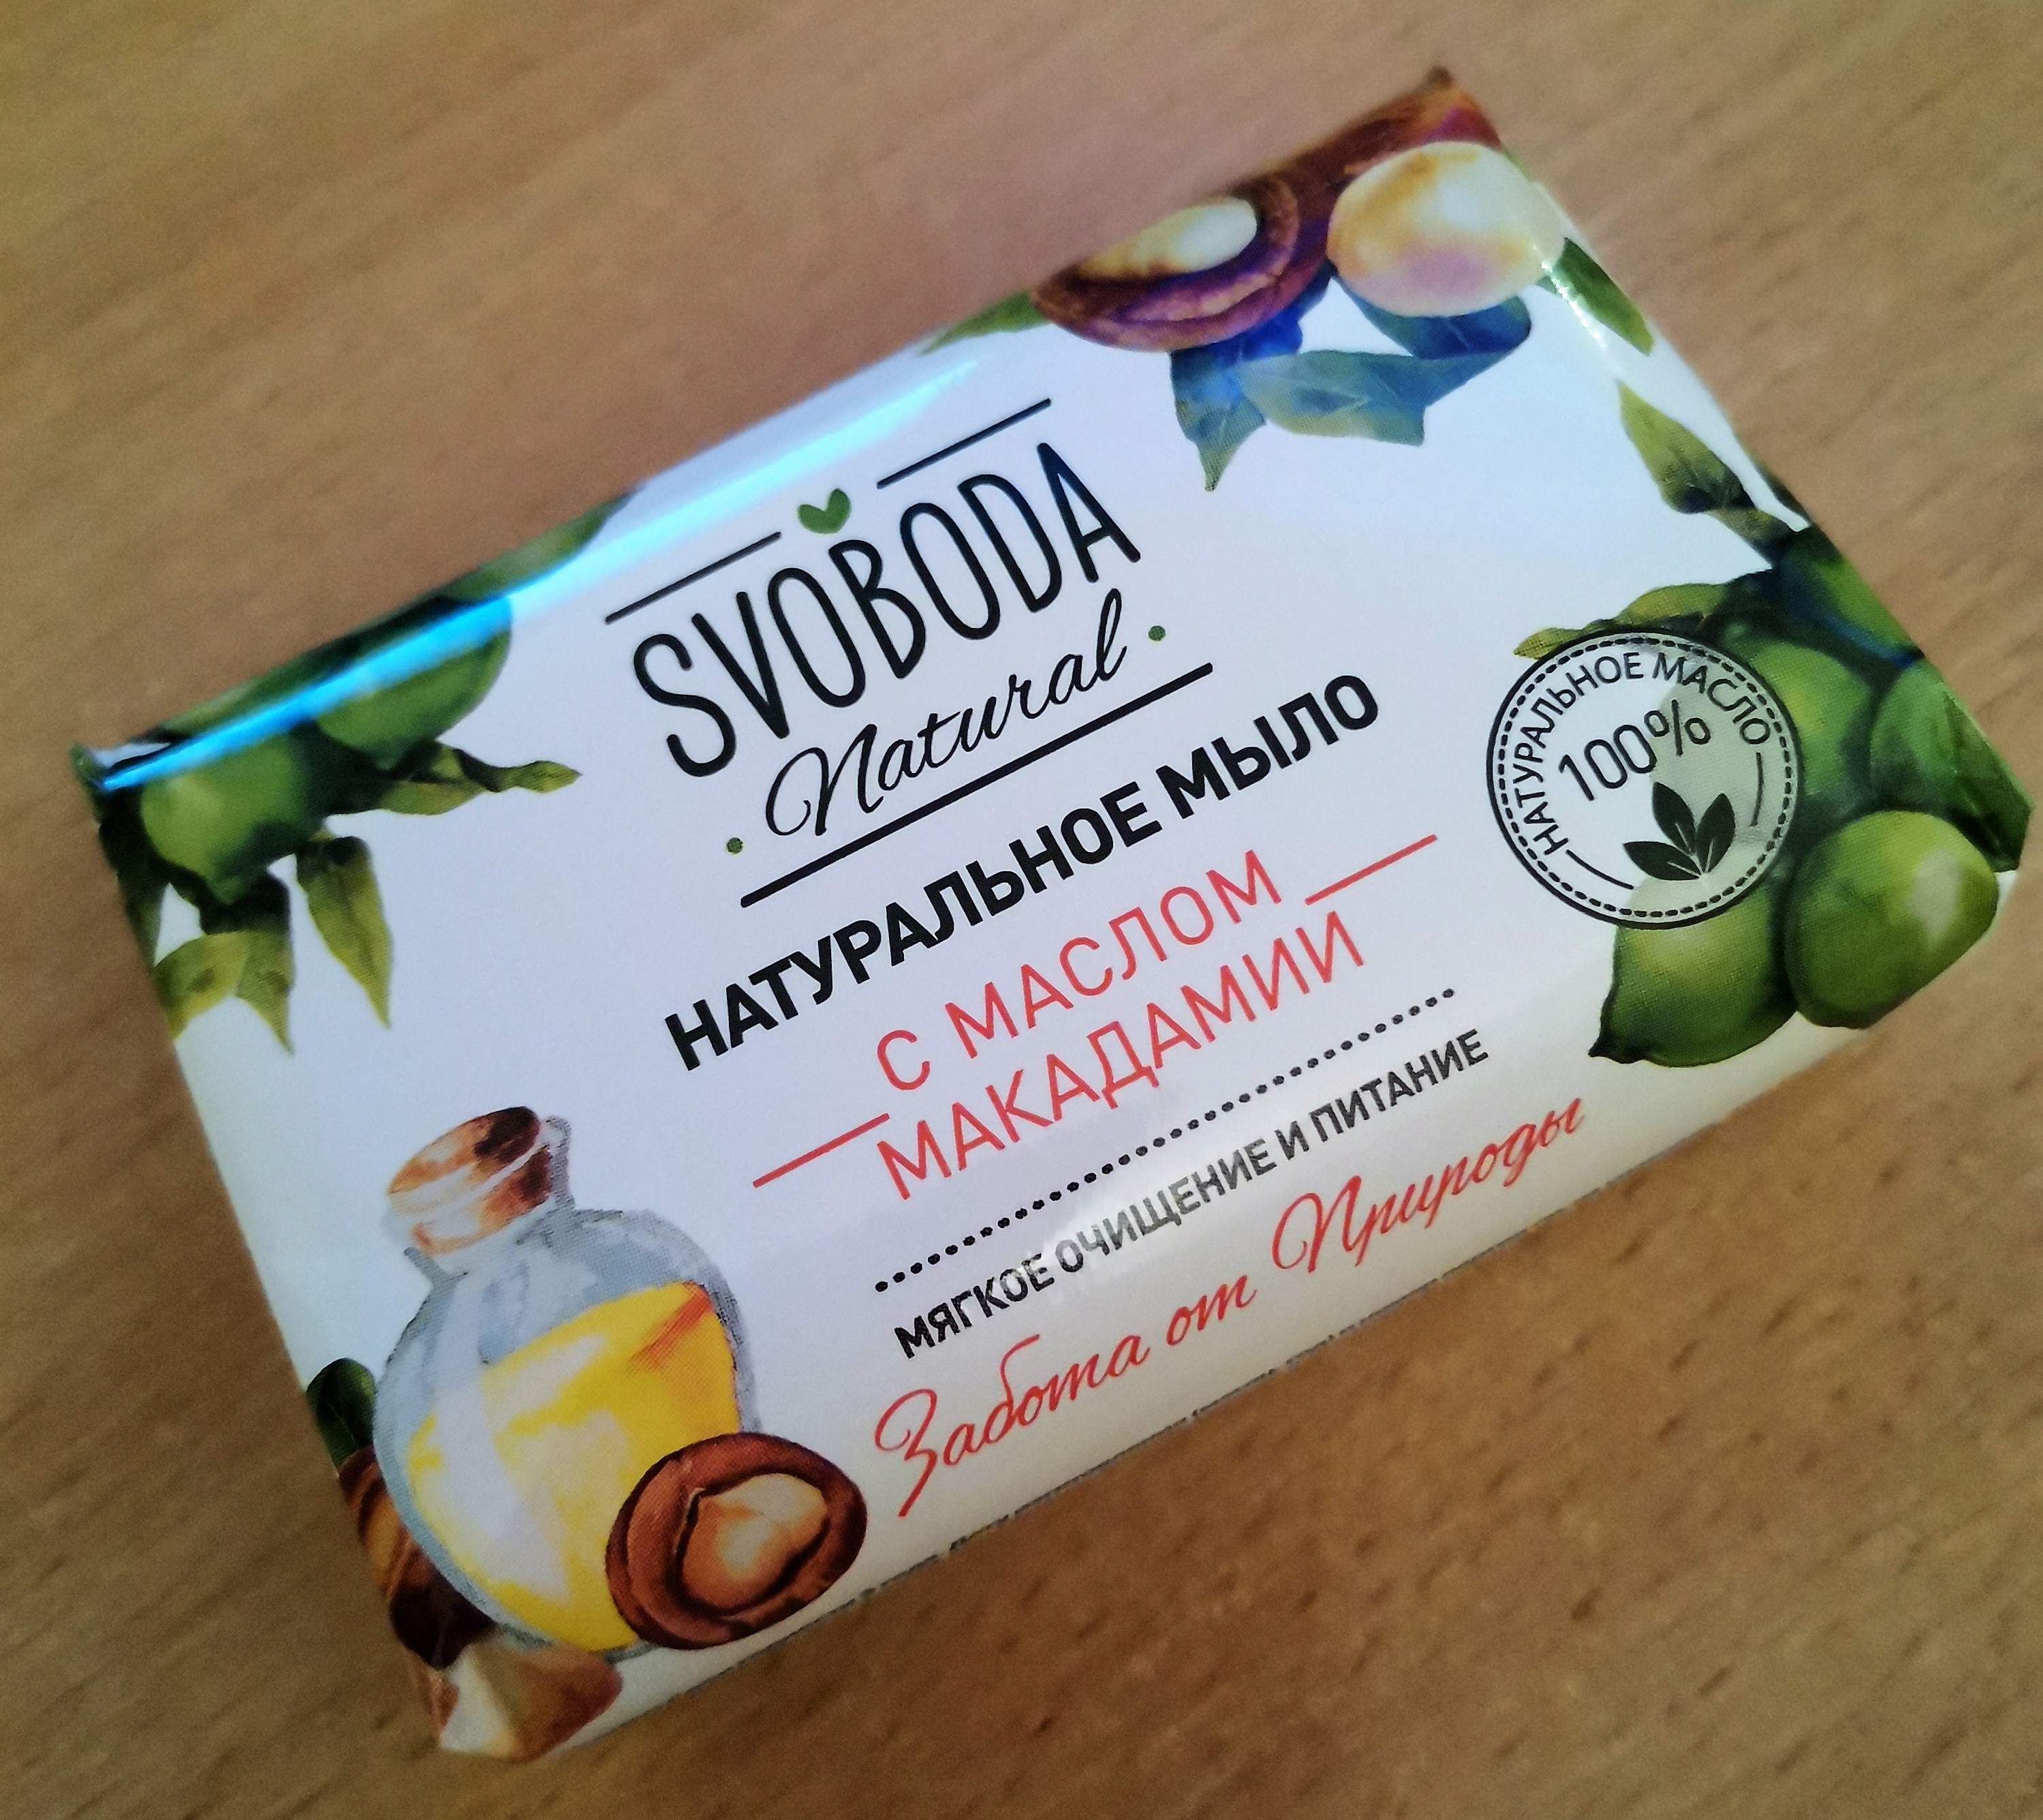 SVOBODA
Natural
НАТУРАЛЬНОЕ МЫЛО
С МАСЛОМ
МАКАДАМИИ
МЯГКОЕ ОЧИЩЕНИЕ И ПИТАНИЕ
Забота от Природы
НАТУРАЛЬНОЕ МАСЛО
100%